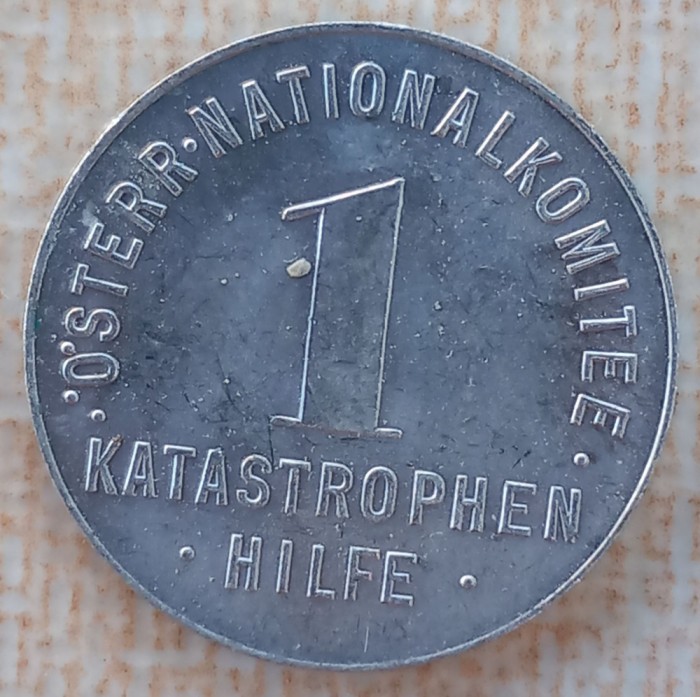 ·ÖSTERR·NATIONALKOMITEE·
1
KATASTROPHEN
· HILFE ·